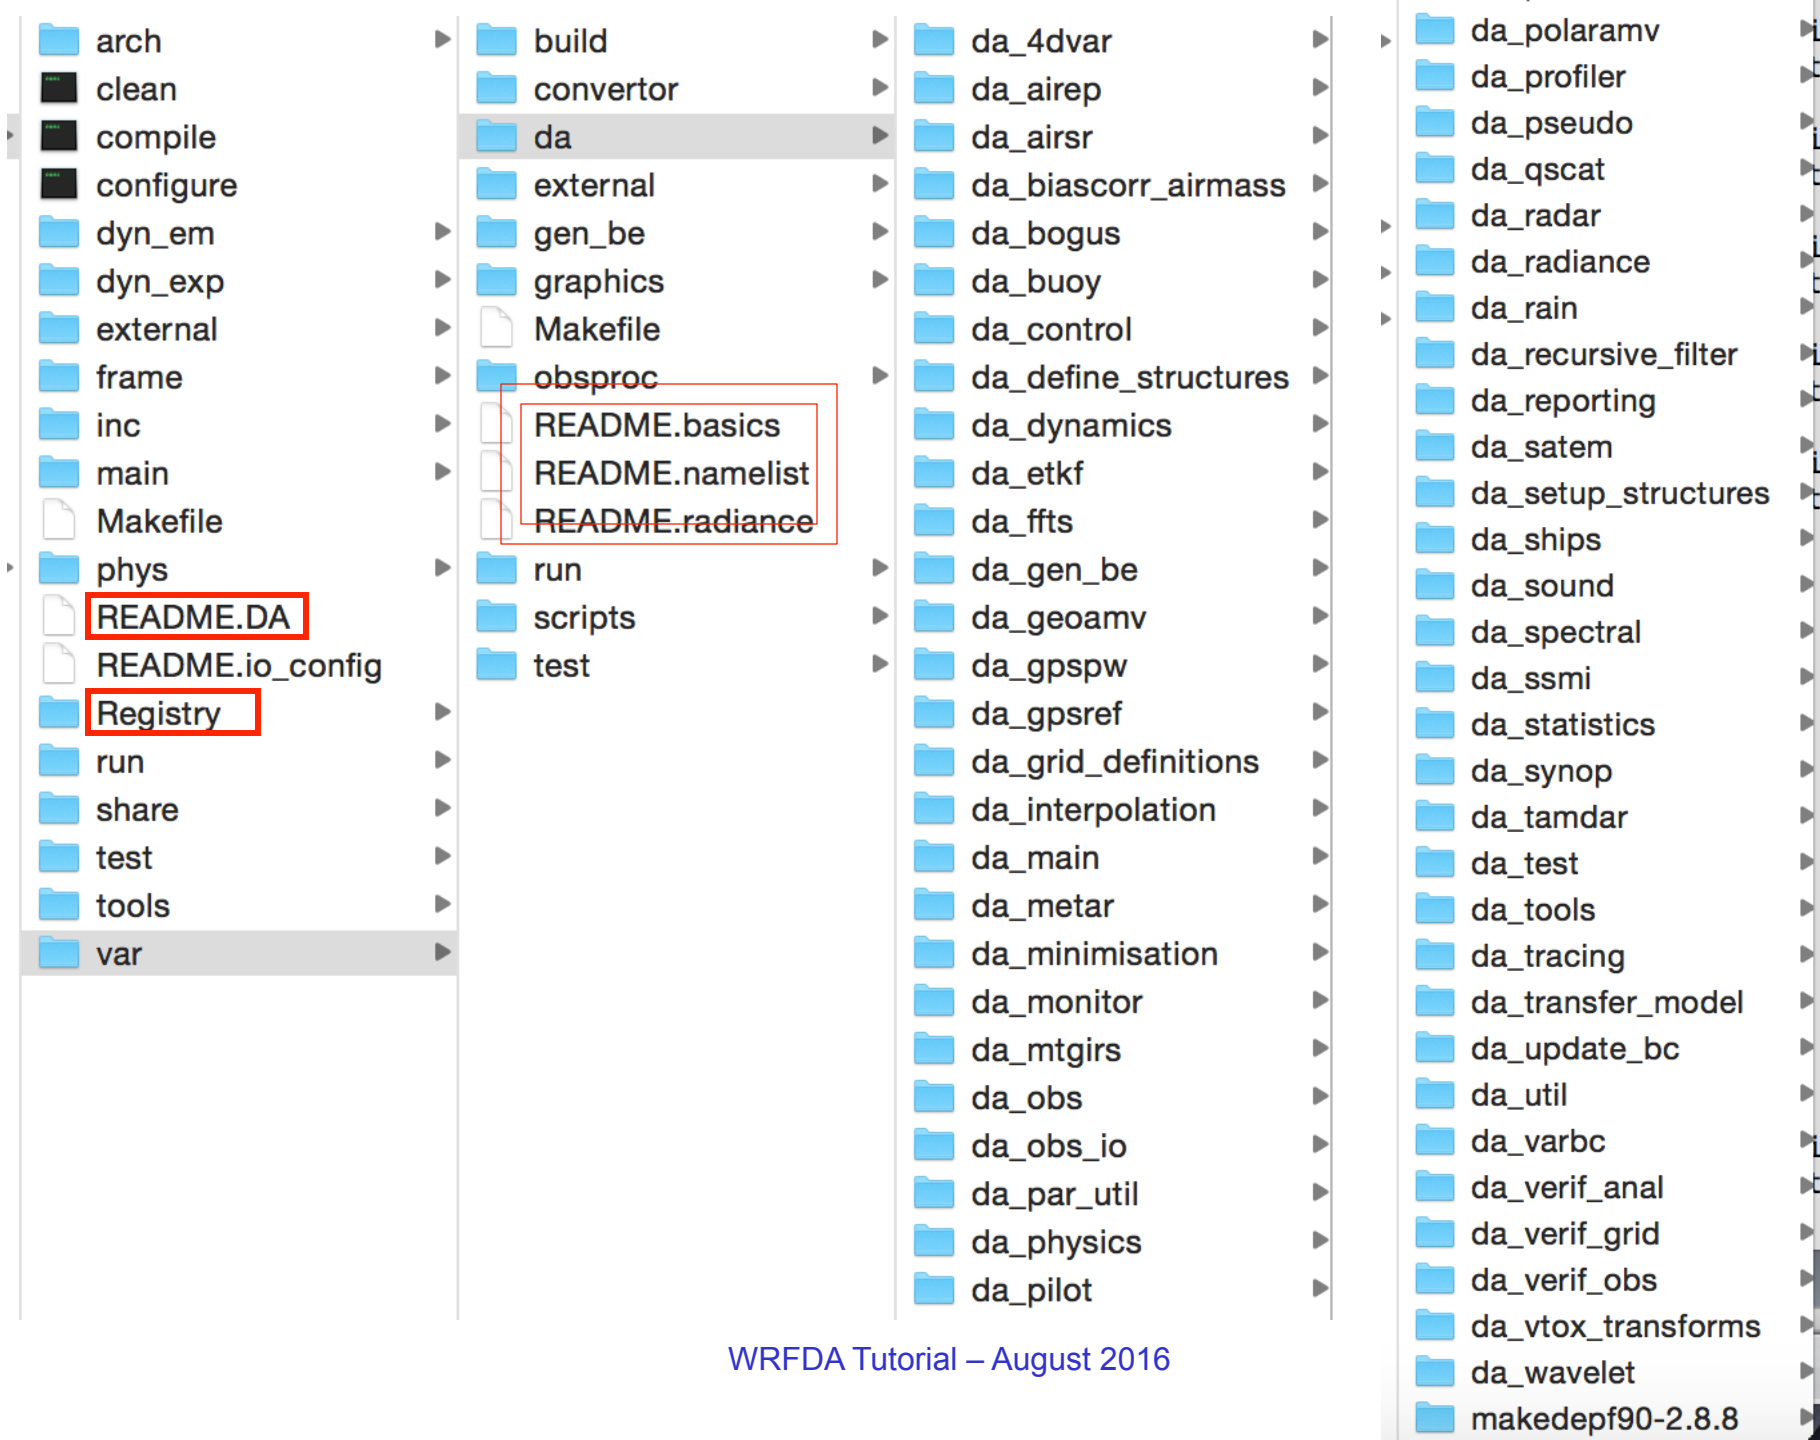 arch
clean
compile
configure
dyn_em
dyn_exp
external
frame
inc
main
Makefile
phys
README.DA
README.io_config
Registry
run
share
test
tools
var
build
convertor
da
external
gen_be
graphics
Makefile
obsproc
README.basics
README.namelist
README.radiance
run
scripts
test
da_4dvar
da_airep
da_airsr
da_biascorr_airmass
da_bogus
da_buoy
da_control
da_define_structures
da_dynamics
da_etkf
da_ffts
da_gen_be
da_geoamv
da_gpspw
da_gpsref
da_grid_definitions
da_interpolation
da_main
da_metar
da_minimisation
da_monitor
da_mtgirs
da_obs
da_obs_io
da_par_util
da_physics
da_pilot
da_polaramv
da_profiler
da_pseudo
da_qscat
da_radar
da_radiance
da_rain
da_recursive_filter
da_reporting
da_satem
da_setup_structures
da_ships
da_sound
da_spectral
da_ssmi
da_statistics
da_synop
da_tamdar
da_test
da_tools
da_tracing
da_transfer_model
da_update_bc
da_util
da_varbc
da_verif_anal
da_verif_grid
da_verif_obs
da_vtox_transforms
da_wavelet
makedepf90-2.8.8
WRFDA Tutorial – August 2016